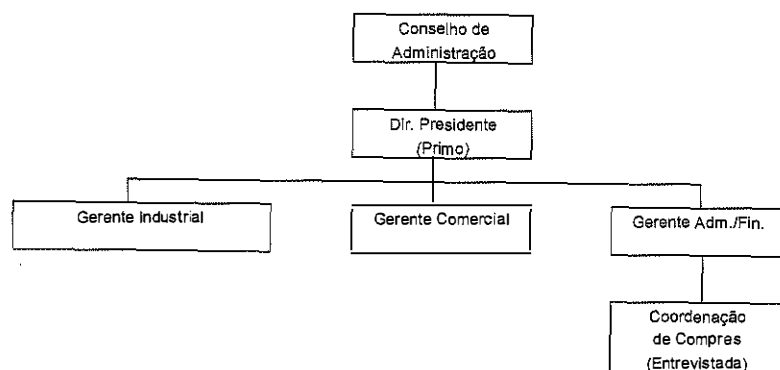 Conselho de
Administração
Dir. Presidente
(Primo)
Gerente Industrial
Gerente Comercial
Gerente Adm./Fin.
Coordenação
de Compras
(Entrevistada)